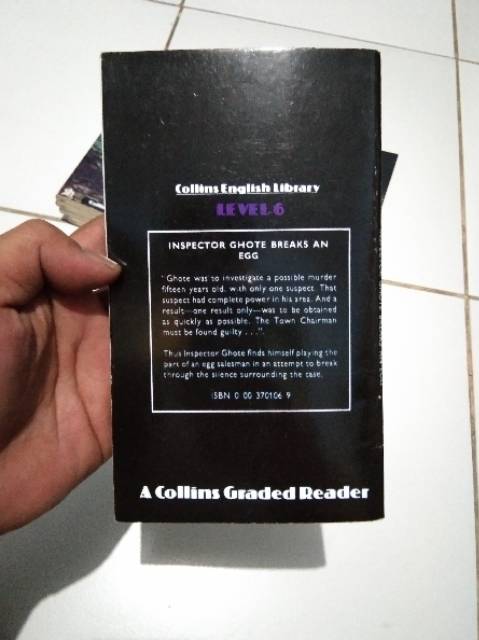 Collins English Library
LEVEL 6
INSPECTOR GHOTE BREAKS AN
EGG
"Ghote was to investigate a possible murder
fifteen years old, with only one suspect. That
suspect had complete power in his area. And a
result—one result only—was to be obtained
as quickly as possible. The Town Chairman
must be found guilty . . .".
Thus Inspector Ghote finds himself playing the
part of an egg salesman in an attempt to break
through the silence surrounding the case.
ISBN 0 00 370106 9
A Collins Graded Reader